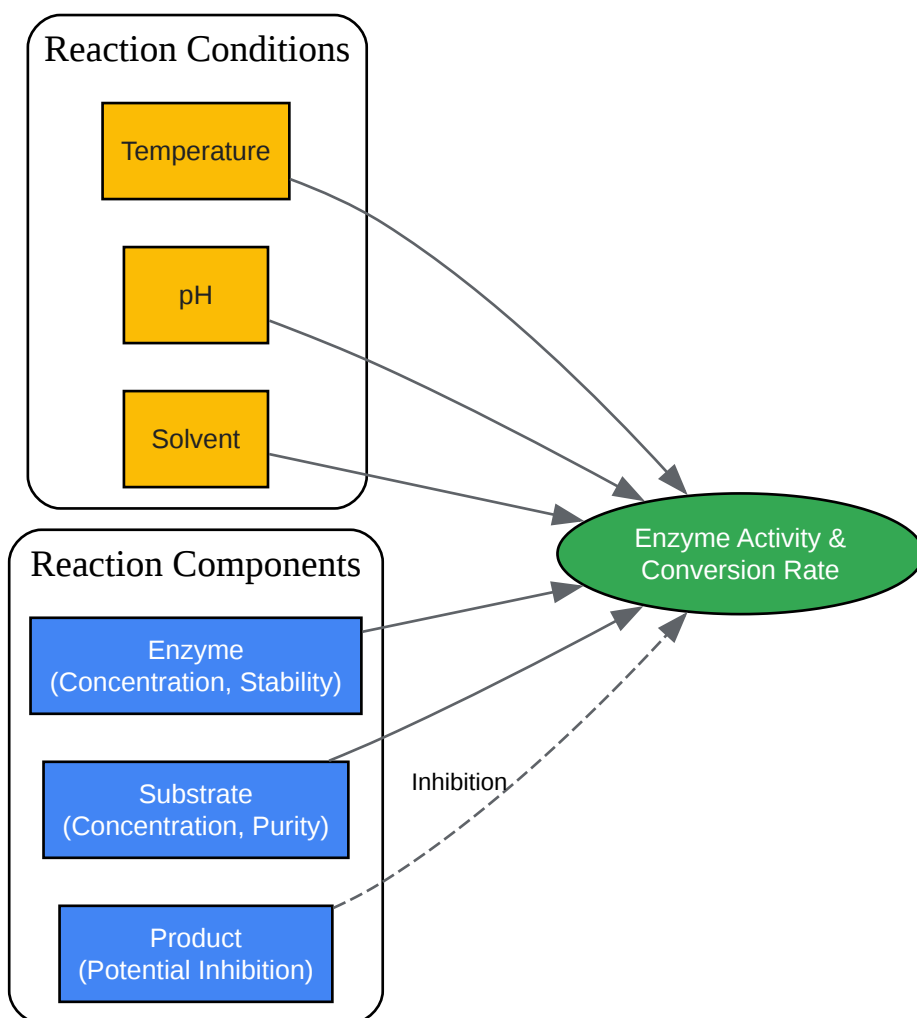 Reaction Conditions
Temperature
pH
Solvent
Enzyme Activity &
Conversion Rate
Reaction Components
Enzyme
(Concentration, Stability)
Substrate
(Concentration, Purity)
Inhibition
Product
(Potential Inhibition)